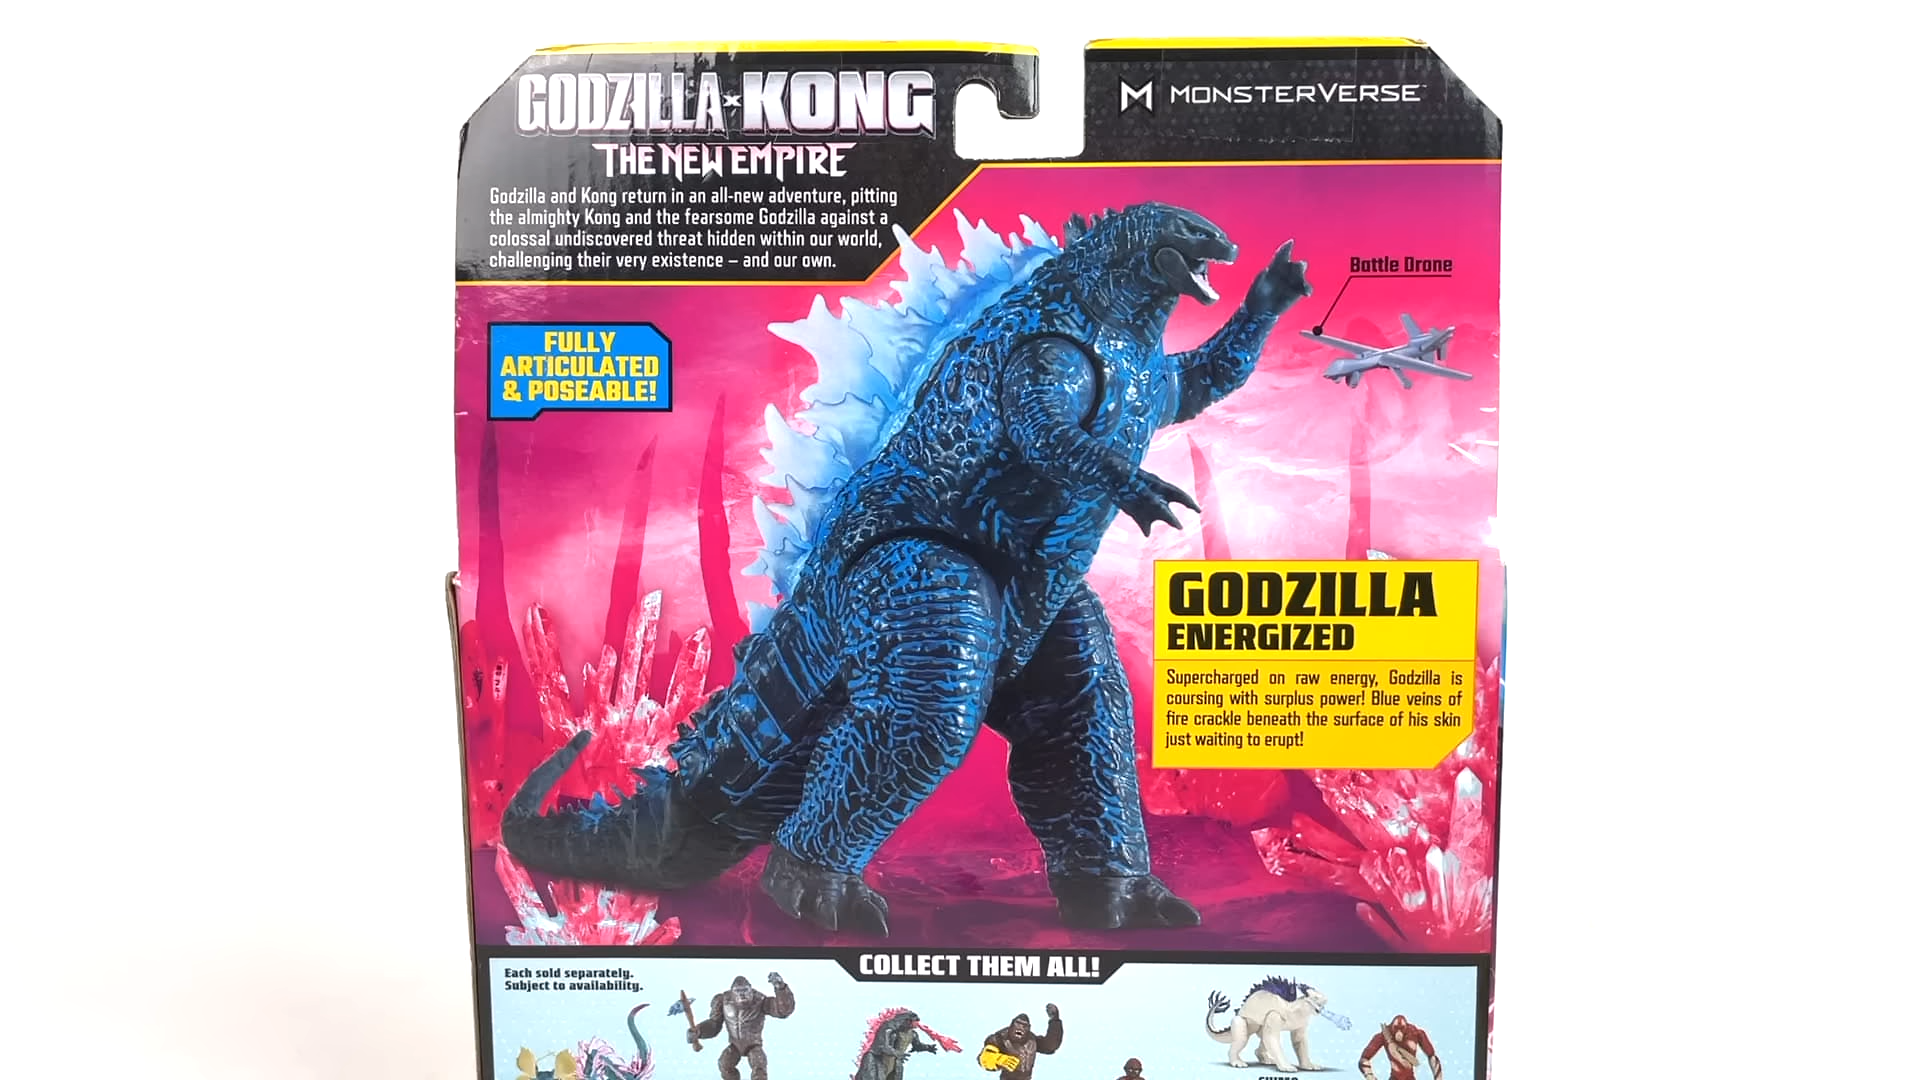 GODZILLA x KONG
THE NEW EMPIRE
Godzilla and Kong return in an all-new adventure, pitting
the almighty Kong and the fearsome Godzilla against a
colossal undiscovered threat hidden within our world,
challenging their very existence – and our own.
M MONSTERVERSE
Battle Drone
FULLY
ARTICULATED
& POSEABLE!
GODZILLA
ENERGIZED
Supercharged on raw energy, Godzilla is
coursing with surplus power! Blue veins of
fire crackle beneath the surface of his skin
just waiting to erupt!
COLLECT THEM ALL!
Each sold separately.
Subject to availability.